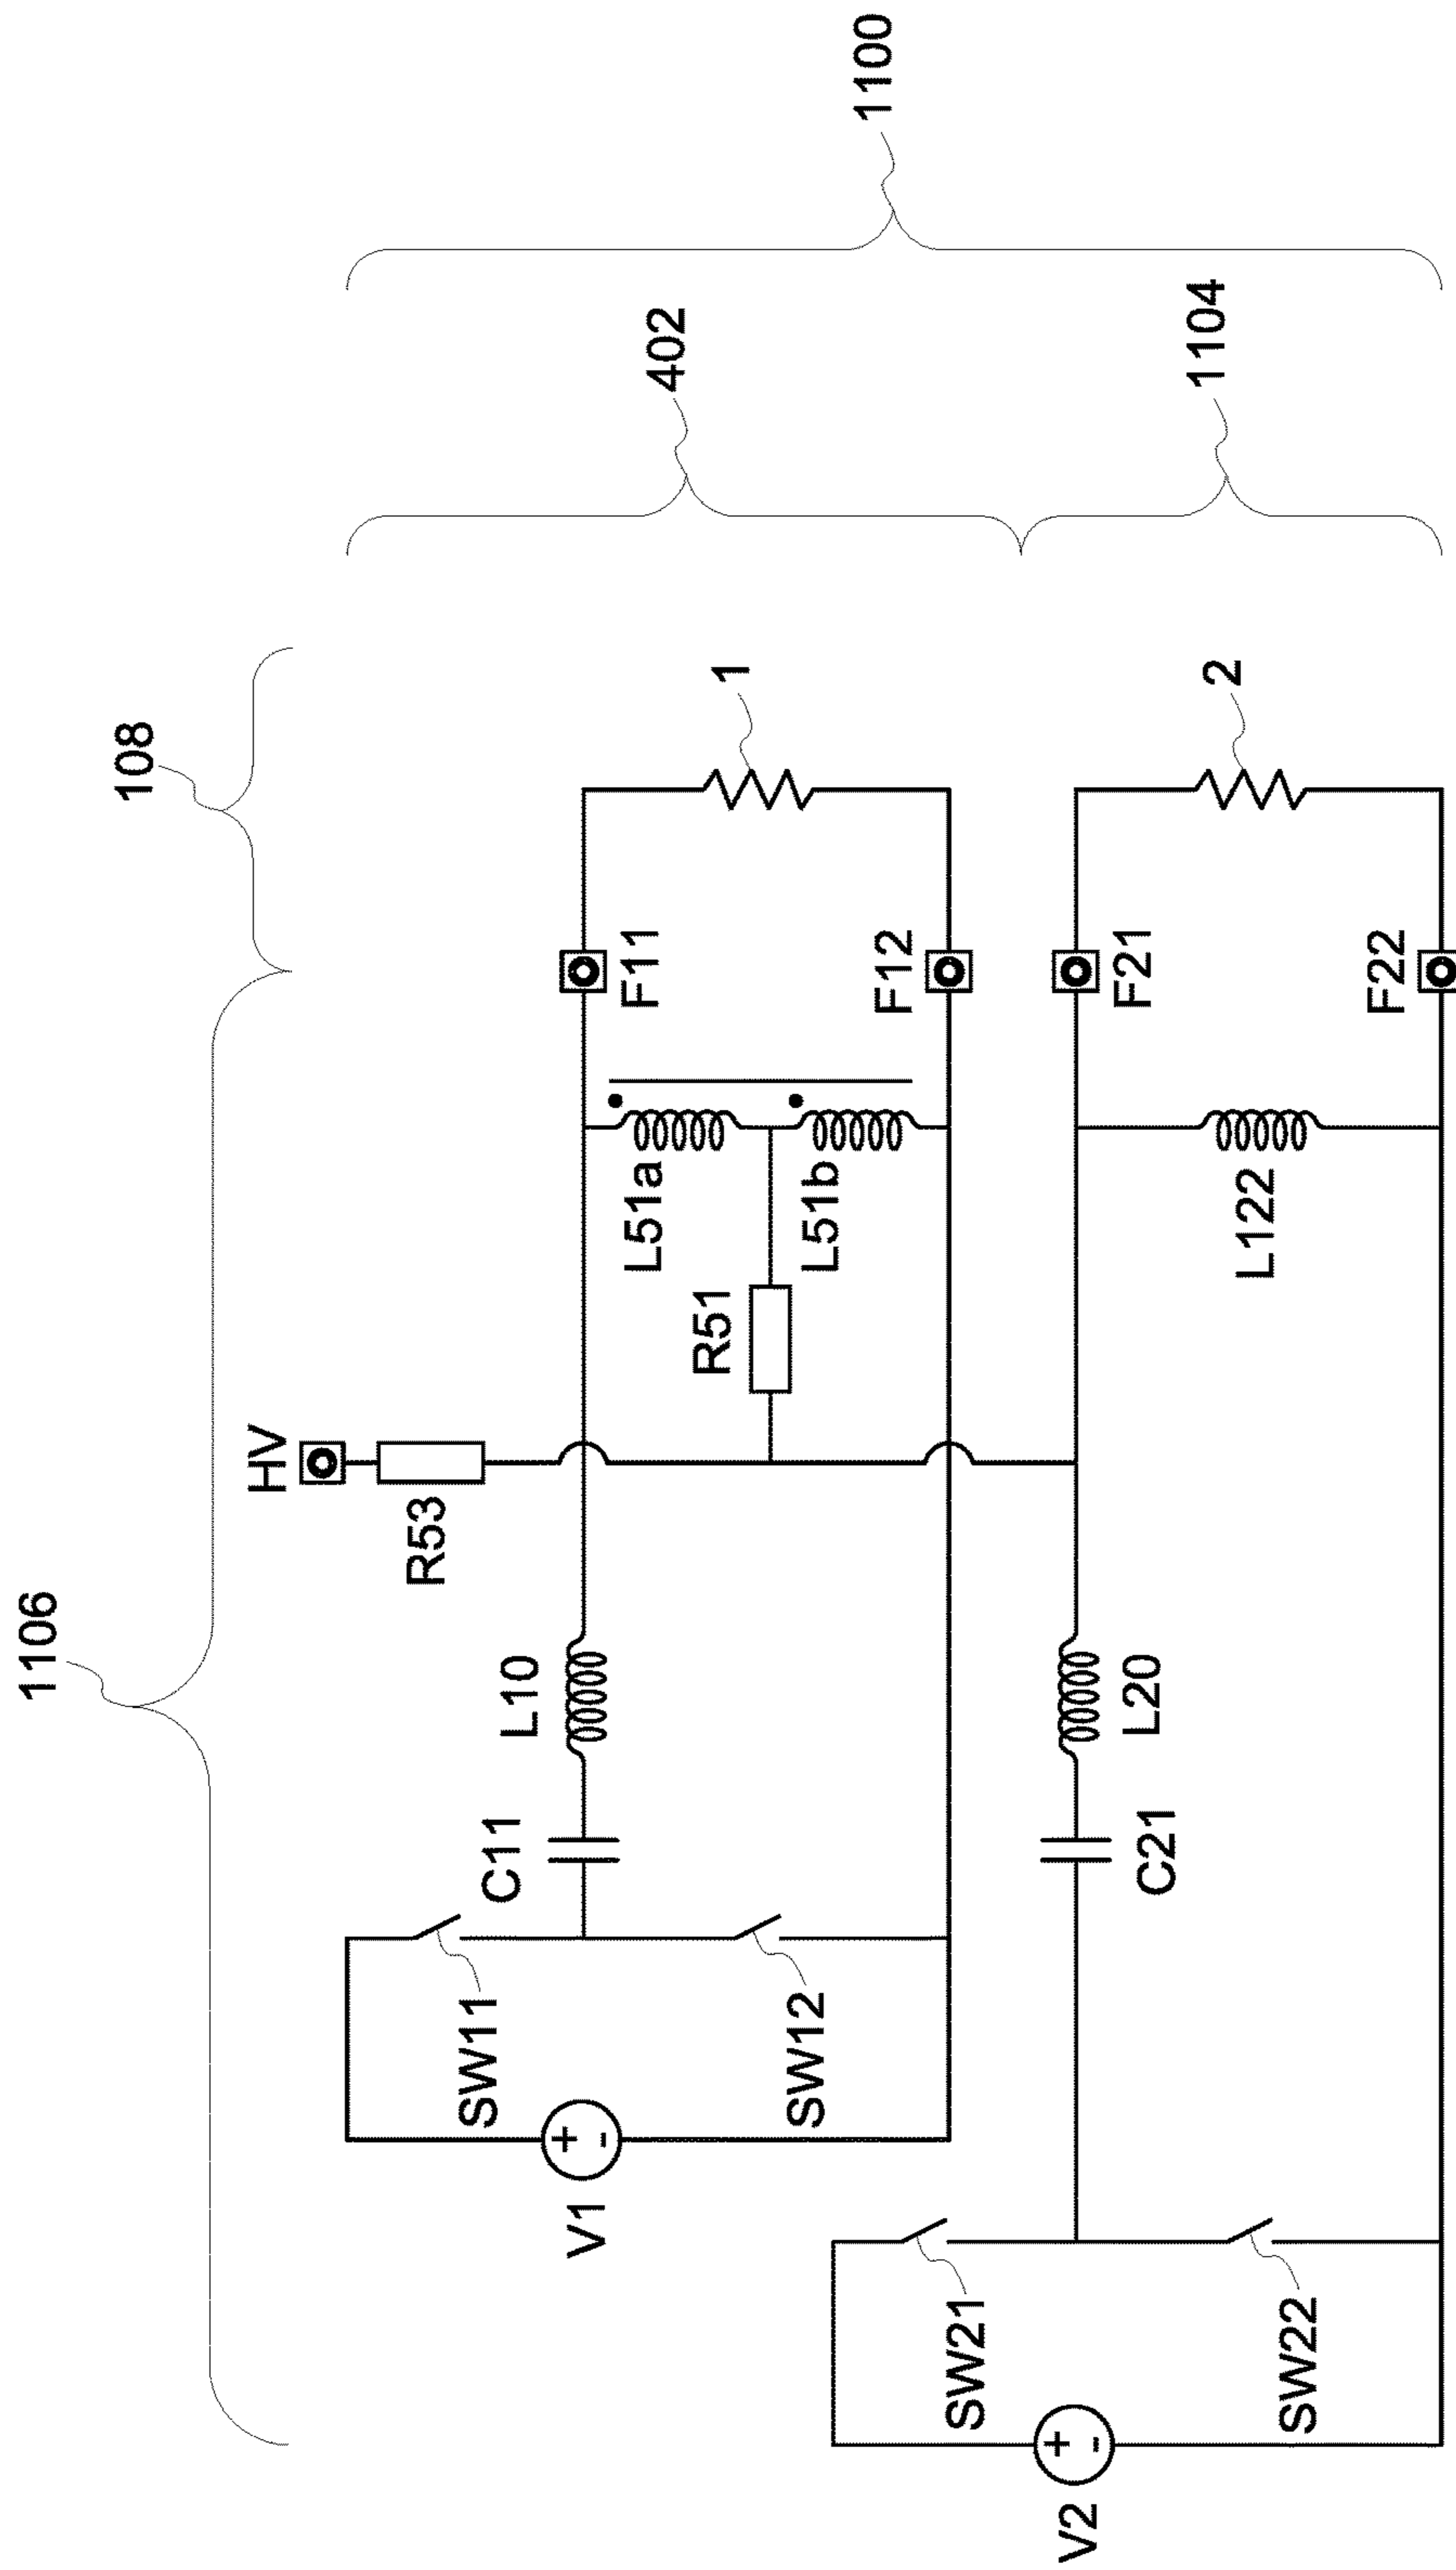 1106
108
402
1104
1100
HV
R53
V1
SW11
SW12
C11
L10
R51
L51a
L51b
F11
F12
1
V2
SW21
SW22
C21
L20
L122
F21
F22
2
+
-
+
-